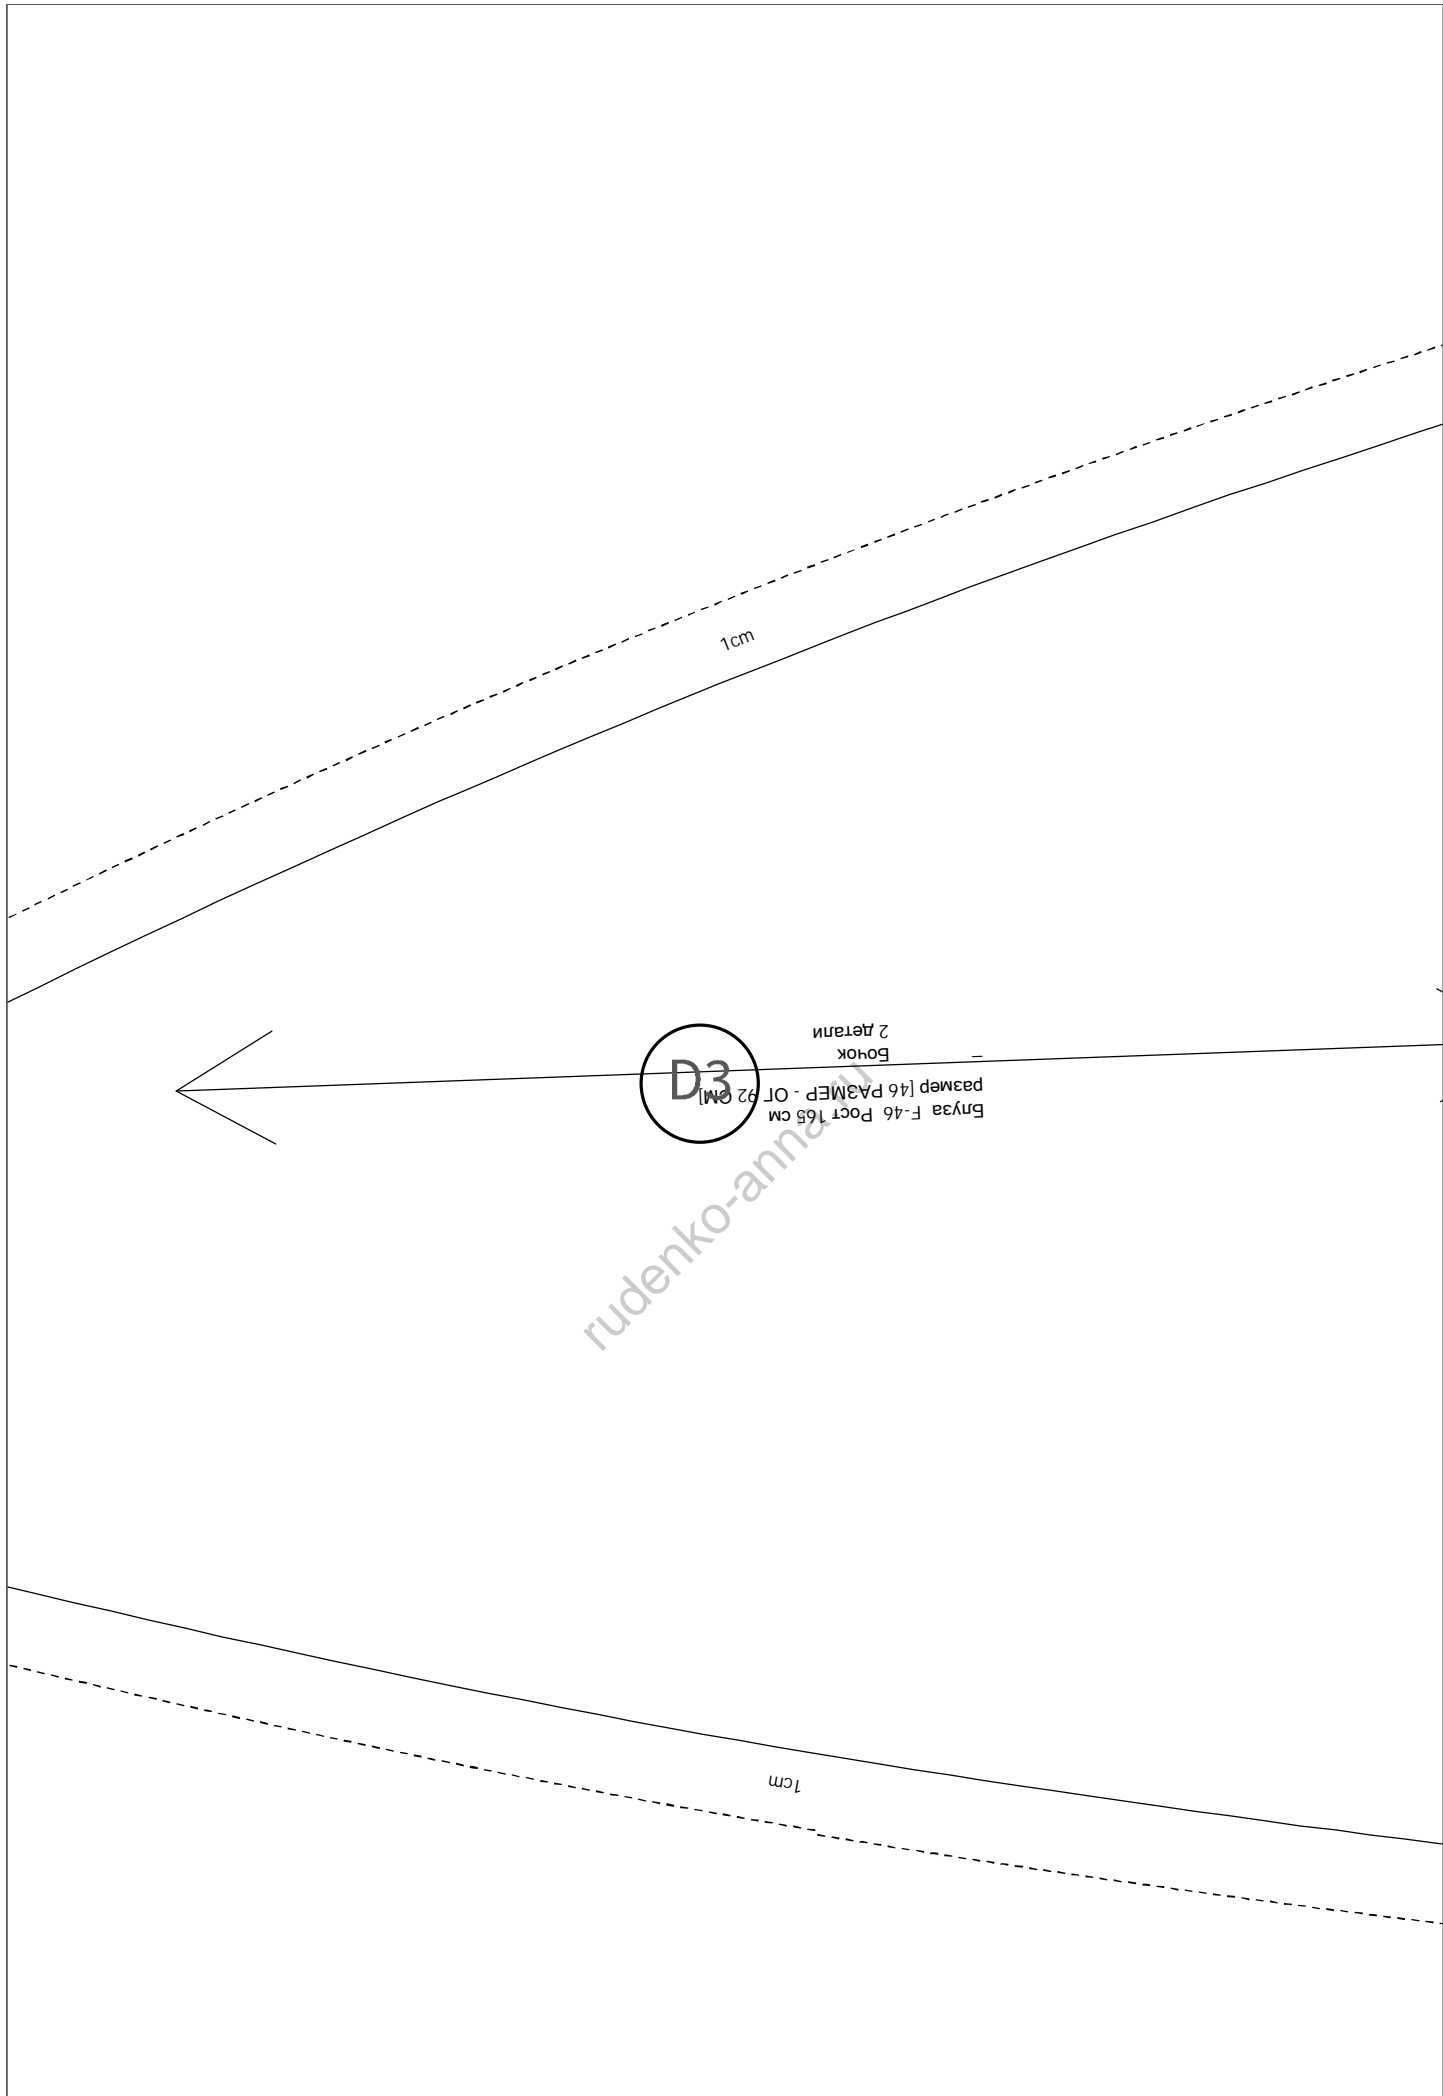 1cm
D3
Блуза F-46 Рост 165 см
размер [46 РАЗМЕР - ОГ 92 СМ]
–
Бочок
2 детали
rudenko-anna.ru
1cm